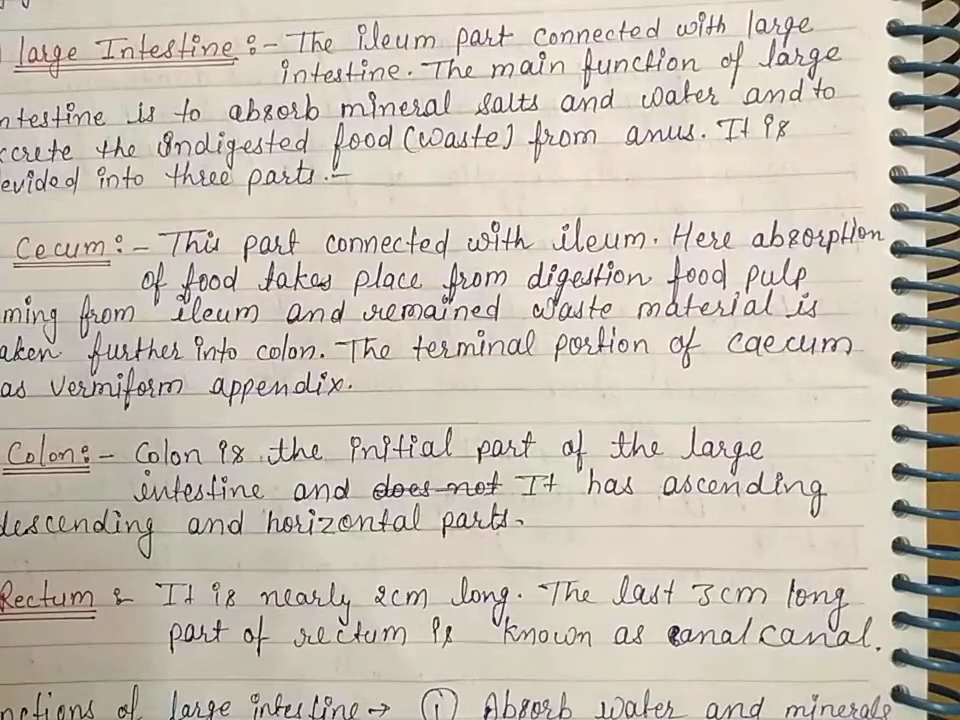 large Intestine :- The ileum part connected with large
intestine. The main function of large
ntestine is to absorb mineral salts and water and to
crete the indigested food (waste) from anus. It is
evided into three parts.-
Cecum :- This part connected with ileum. Here absorption
of food takes place from digestion food pulp
ming from ileum and remained waste material is
aken further into colon. The terminal portion of caecum
as vermiform appendix.
Colon :- Colon is the initial part of the large
intestine and does not It has ascending
descending and horizental parts.
Rectum :- It is nearly 2cm long. The last 3cm long
part of rectum is known as anal canal.
nctions of large intestine → (i) Absorb water and minerals